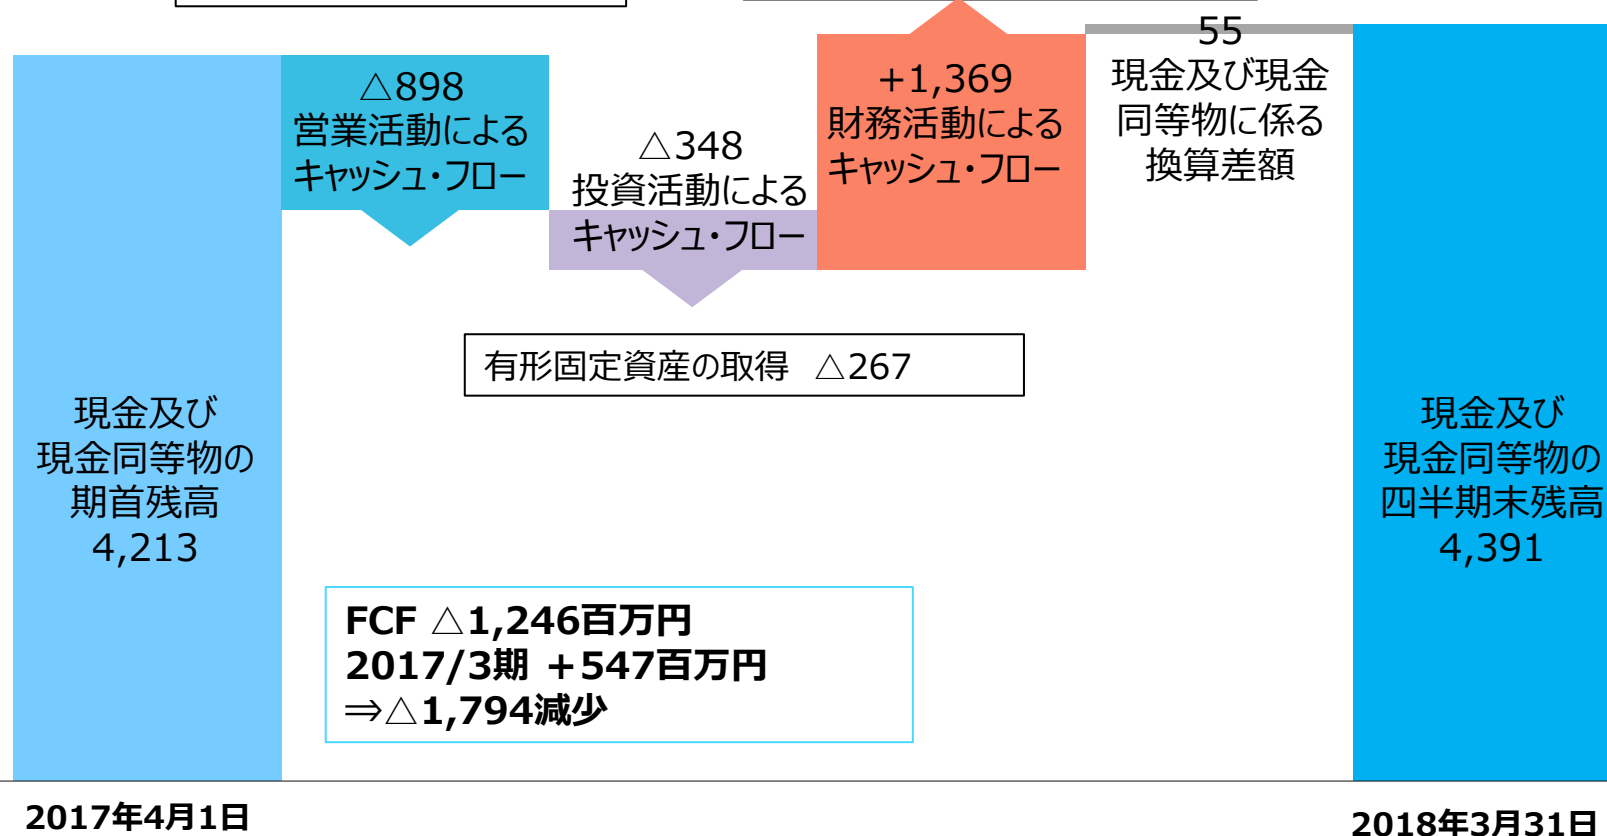 △898
営業活動による
キャッシュ・フロー
△348
投資活動による
キャッシュ・フロー
+1,369
財務活動による
キャッシュ・フロー
55
現金及び現金
同等物に係る
換算差額
有形固定資産の取得 △267
現金及び
現金同等物の
期首残高
4,213
現金及び
現金同等物の
四半期末残高
4,391
FCF △1,246百万円
2017/3期 +547百万円
⇒△1,794減少
2017年4月1日
2018年3月31日